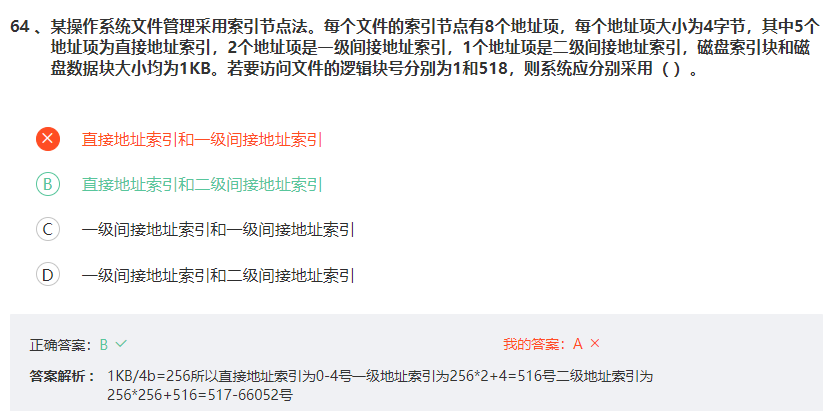 64 、某操作系统文件管理采用索引节点法。每个文件的索引节点有8个地址项，每个地址项大小为4字节，其中5个
地址项为直接地址索引，2个地址项是一级间接地址索引，1个地址项是二级间接地址索引，磁盘索引块和磁
盘数据块大小均为1KB。若要访问文件的逻辑块号分别为1和518，则系统应分别采用（ ）。
直接地址索引和一级间接地址索引
B 直接地址索引和二级间接地址索引
C 一级间接地址索引和一级间接地址索引
D 一级间接地址索引和二级间接地址索引
正确答案：B 我的答案：A
答案解析： 1KB/4b=256所以直接地址索引为0-4号一级地址索引为256*2+4=516号二级地址索引为
256*256+516=517-66052号